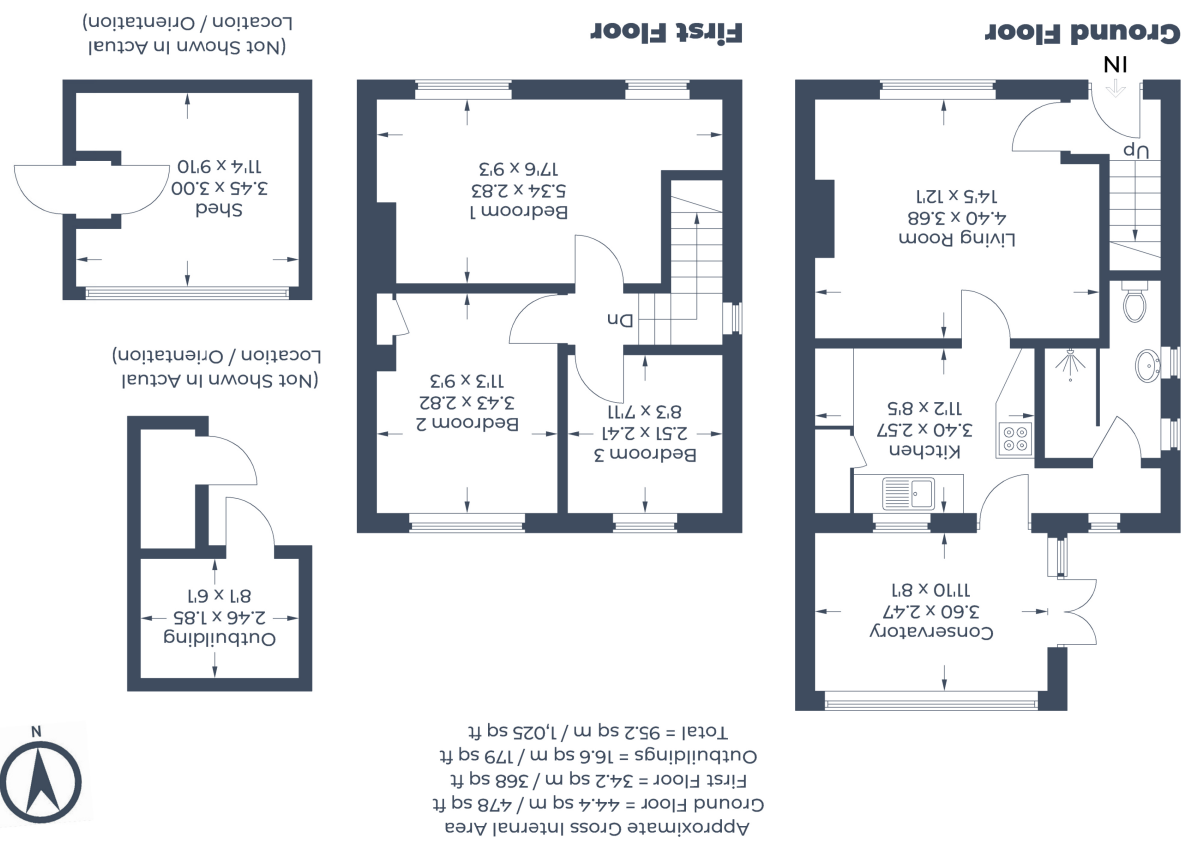 Approximate Gross Internal Area
Ground Floor = 44.4 sq m / 478 sq ft
First Floor = 34.2 sq m / 368 sq ft
Outbuildings = 16.6 sq m / 179 sq ft
Total = 95.2 sq m / 1,025 sq ft
N
Conservatory
3.60 x 2.47
11'10 x 8'1
Kitchen
3.40 x 2.57
11'2 x 8'5
Living Room
4.40 x 3.68
14'5 x 12'1
Up
IN
Ground Floor
Bedroom 3
2.51 x 2.41
8'3 x 7'11
Bedroom 2
3.43 x 2.82
11'3 x 9'3
Dn
Bedroom 1
5.34 x 2.83
17'6 x 9'3
First Floor
Outbuilding
2.46 x 1.85
8'1 x 6'1
(Not Shown In Actual
Location / Orientation)
Shed
3.45 x 3.00
11'4 x 9'10
(Not Shown In Actual
Location / Orientation)